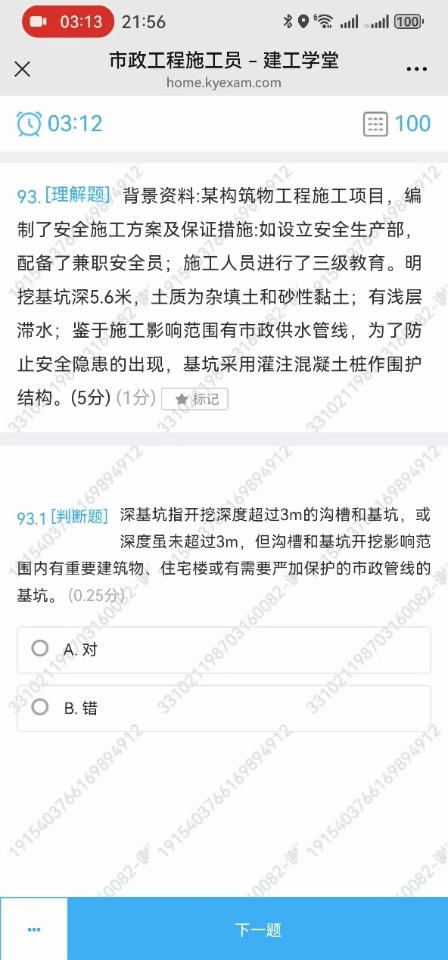 03:13 21:56 6 100
市政工程施工员 – 建工学堂
home.kyexam.com
03:12 100
93. [理解题] 背景资料:某构筑物工程施工项目，编
制了安全施工方案及保证措施:如设立安全生产部，
配备了兼职安全员；施工人员进行了三级教育。明
挖基坑深5.6米，土质为杂填土和砂性黏土；有浅层
滞水；鉴于施工影响范围有市政供水管线，为了防
止安全隐患的出现，基坑采用灌注混凝土桩作围护
结构。(5分) (1分) ★标记
93.1 [判断题] 深基坑指开挖深度超过3m的沟槽和基坑，或
深度虽未超过3m，但沟槽和基坑开挖影响范
围内有重要建筑物、住宅楼或有需要严加保护的市政管线的
基坑。 (0.25分)
A. 对
B. 错
下一题